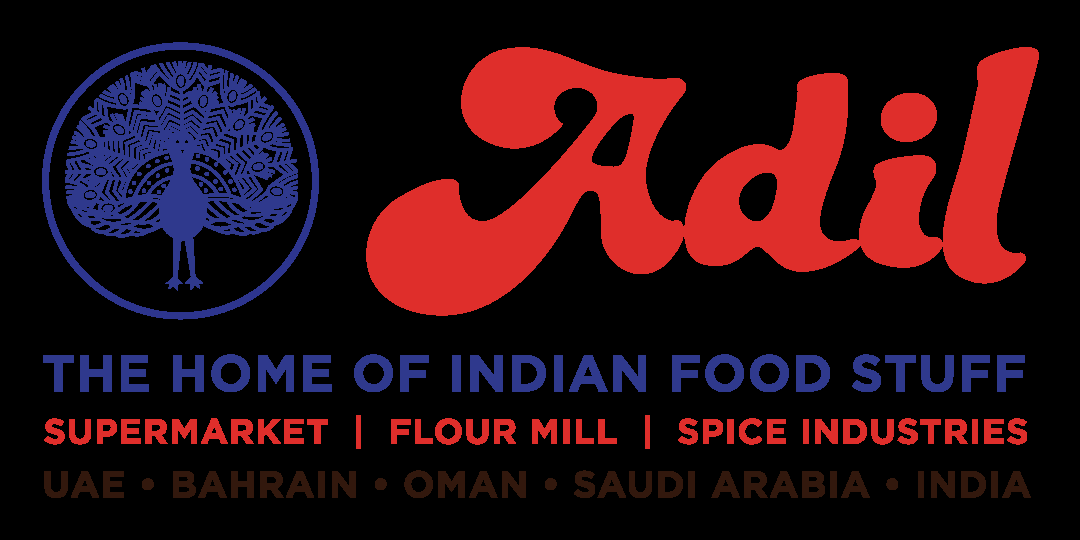 Adil
THE HOME OF INDIAN FOOD STUFF
SUPERMARKET | FLOUR MILL | SPICE INDUSTRIES
UAE • BAHRAIN • OMAN • SAUDI ARABIA • INDIA